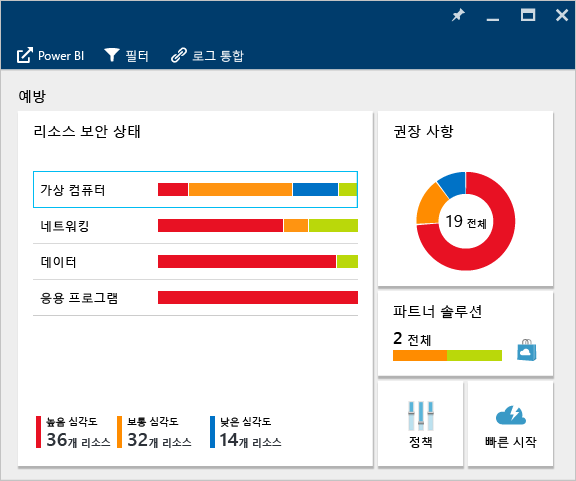 Power BI 필터 로그 통합
예방
리소스 보안 상태
가상 컴퓨터
네트워킹
데이터
응용 프로그램
높음 심각도
36개 리소스
보통 심각도
32개 리소스
낮은 심각도
14개 리소스
권장 사항
19 전체
파트너 솔루션
2 전체
정책
빠른 시작